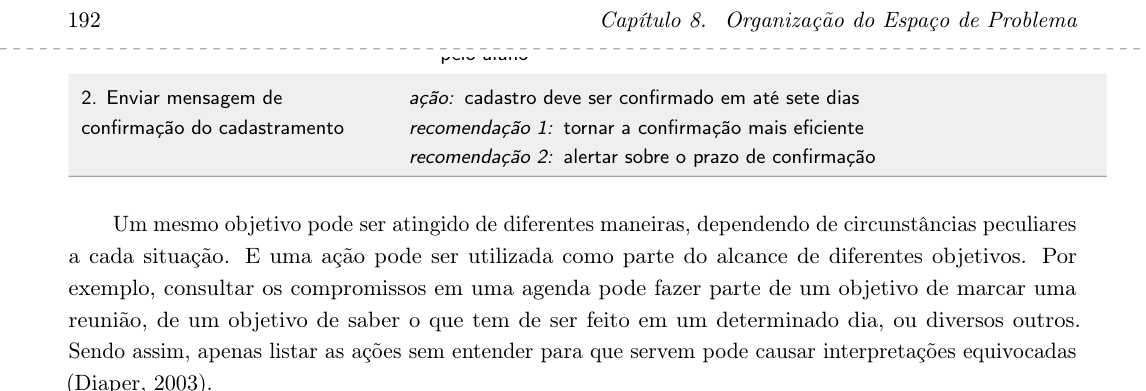 192 Capítulo 8. Organização do Espaço de Problema
2. Enviar mensagem de
confirmação do cadastramento
ação: cadastro deve ser confirmado em até sete dias
recomendação 1: tornar a confirmação mais eficiente
recomendação 2: alertar sobre o prazo de confirmação
Um mesmo objetivo pode ser atingido de diferentes maneiras, dependendo de circunstâncias peculiares
a cada situação. E uma ação pode ser utilizada como parte do alcance de diferentes objetivos. Por
exemplo, consultar os compromissos em uma agenda pode fazer parte de um objetivo de marcar uma
reunião, de um objetivo de saber o que tem de ser feito em um determinado dia, ou diversos outros.
Sendo assim, apenas listar as ações sem entender para que servem pode causar interpretações equivocadas
(Diaper, 2003).